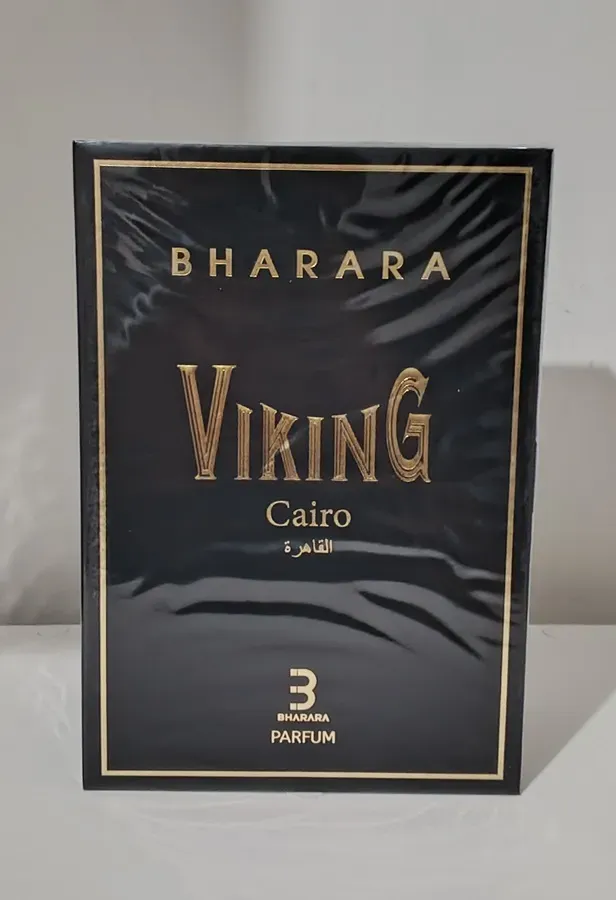 BHARARA
VIKING
Cairo
القاهرة
B
BHARARA
PARFUM